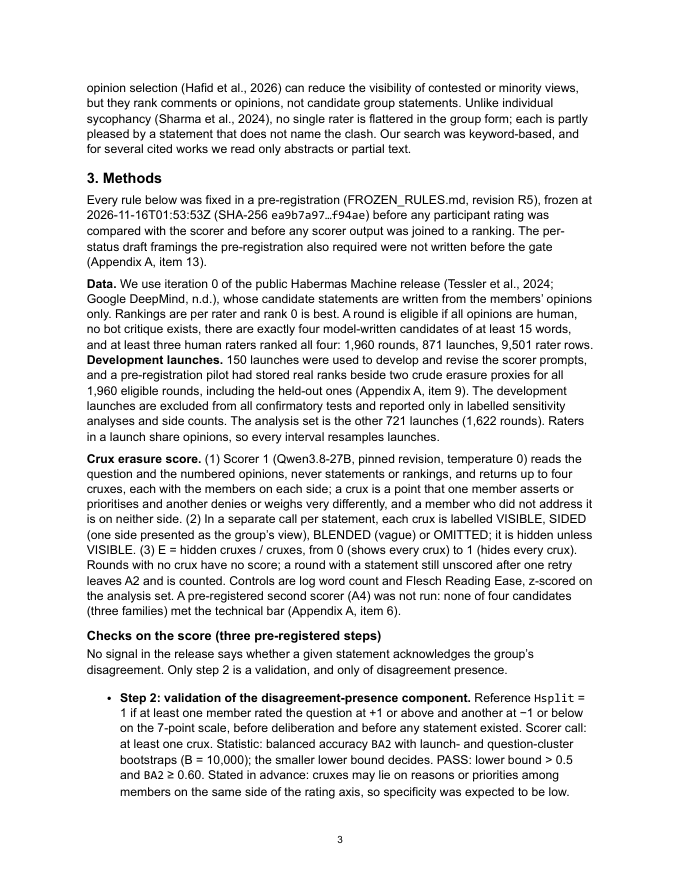 opinion selection (Hafid et al., 2026) can reduce the visibility of contested or minority views,
but they rank comments or opinions, not candidate group statements. Unlike individual
sycophancy (Sharma et al., 2024), no single rater is flattered in the group form; each is partly
pleased by a statement that does not name the clash. Our search was keyword-based, and
for several cited works we read only abstracts or partial text.
3. Methods
Every rule below was fixed in a pre-registration (FROZEN_RULES.md, revision R5), frozen at
2026-11-16T01:53:53Z (SHA-256 ea9b7a97…f94ae) before any participant rating was
compared with the scorer and before any scorer output was joined to a ranking. The per-
status draft framings the pre-registration also required were not written before the gate
(Appendix A, item 13).
Data. We use iteration 0 of the public Habermas Machine release (Tessler et al., 2024;
Google DeepMind, n.d.), whose candidate statements are written from the members’ opinions
only. Rankings are per rater and rank 0 is best. A round is eligible if all opinions are human,
no bot critique exists, there are exactly four model-written candidates of at least 15 words,
and at least three human raters ranked all four: 1,960 rounds, 871 launches, 9,501 rater rows.
Development launches. 150 launches were used to develop and revise the scorer prompts,
and a pre-registration pilot had stored real ranks beside two crude erasure proxies for all
1,960 eligible rounds, including the held-out ones (Appendix A, item 9). The development
launches are excluded from all confirmatory tests and reported only in labelled sensitivity
analyses and side counts. The analysis set is the other 721 launches (1,622 rounds). Raters
in a launch share opinions, so every interval resamples launches.
Crux erasure score. (1) Scorer 1 (Qwen3.8-27B, pinned revision, temperature 0) reads the
question and the numbered opinions, never statements or rankings, and returns up to four
cruxes, each with the members on each side; a crux is a point that one member asserts or
prioritises and another denies or weighs very differently, and a member who did not address it
is on neither side. (2) In a separate call per statement, each crux is labelled VISIBLE, SIDED
(one side presented as the group’s view), BLENDED (vague) or OMITTED; it is hidden unless
VISIBLE. (3) E = hidden cruxes / cruxes, from 0 (shows every crux) to 1 (hides every crux).
Rounds with no crux have no score; a round with a statement still unscored after one retry
leaves A2 and is counted. Controls are log word count and Flesch Reading Ease, z-scored on
the analysis set. A pre-registered second scorer (A4) was not run: none of four candidates
(three families) met the technical bar (Appendix A, item 6).
Checks on the score (three pre-registered steps)
No signal in the release says whether a given statement acknowledges the group’s
disagreement. Only step 2 is a validation, and only of disagreement presence.
• Step 2: validation of the disagreement-presence component. Reference Hsplit =
1 if at least one member rated the question at +1 or above and another at −1 or below
on the 7-point scale, before deliberation and before any statement existed. Scorer call:
at least one crux. Statistic: balanced accuracy BA2 with launch- and question-cluster
bootstraps (B = 10,000); the smaller lower bound decides. PASS: lower bound > 0.5
and BA2 ≥ 0.60. Stated in advance: cruxes may lie on reasons or priorities among
members on the same side of the rating axis, so specificity was expected to be low.
3